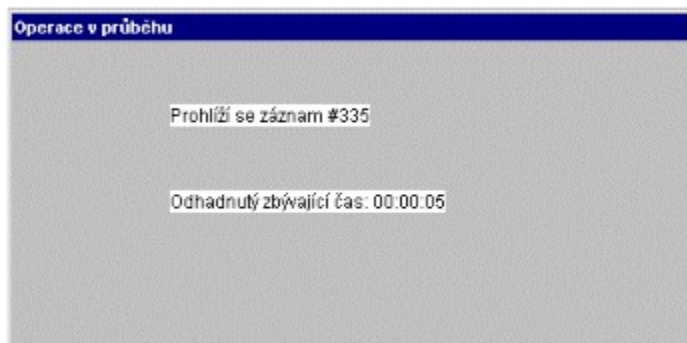 Operace v průběhu
Prohlíží se záznam #335
Odhadnutý zbývající čas: 00:00:05